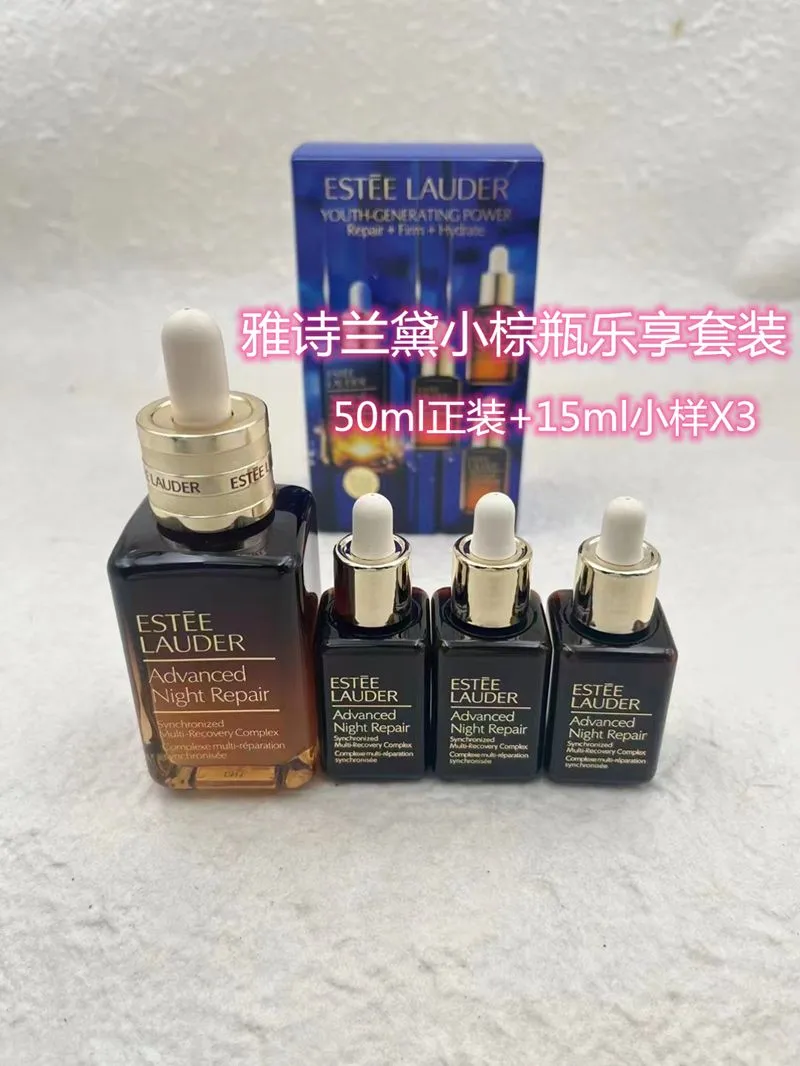 ESTĒE LAUDER
YOUTH-GENERATING POWER
Repair + Firm + Hydrate
雅诗兰黛小棕瓶乐享套装
50ml正装+15ml小样X3
LAUDER ESTĒE L
ESTĒE
LAUDER
Advanced
Night Repair
Synchronized
Multi-Recovery Complex
Complexe multi-réparation
synchronisée
ESTĒE
LAUDER
Advanced
Night Repair
Synchronized
Multi-Recovery Complex
Complexe multi-réparation
synchronisée
ESTĒE
LAUDER
Advanced
Night Repair
Synchronized
Multi-Recovery Complex
Complexe multi-réparation
synchronisée
ESTĒE
LAUDER
Advanced
Night Repair
Synchronized
Multi-Recovery Complex
Complexe multi-réparation
synchronisée